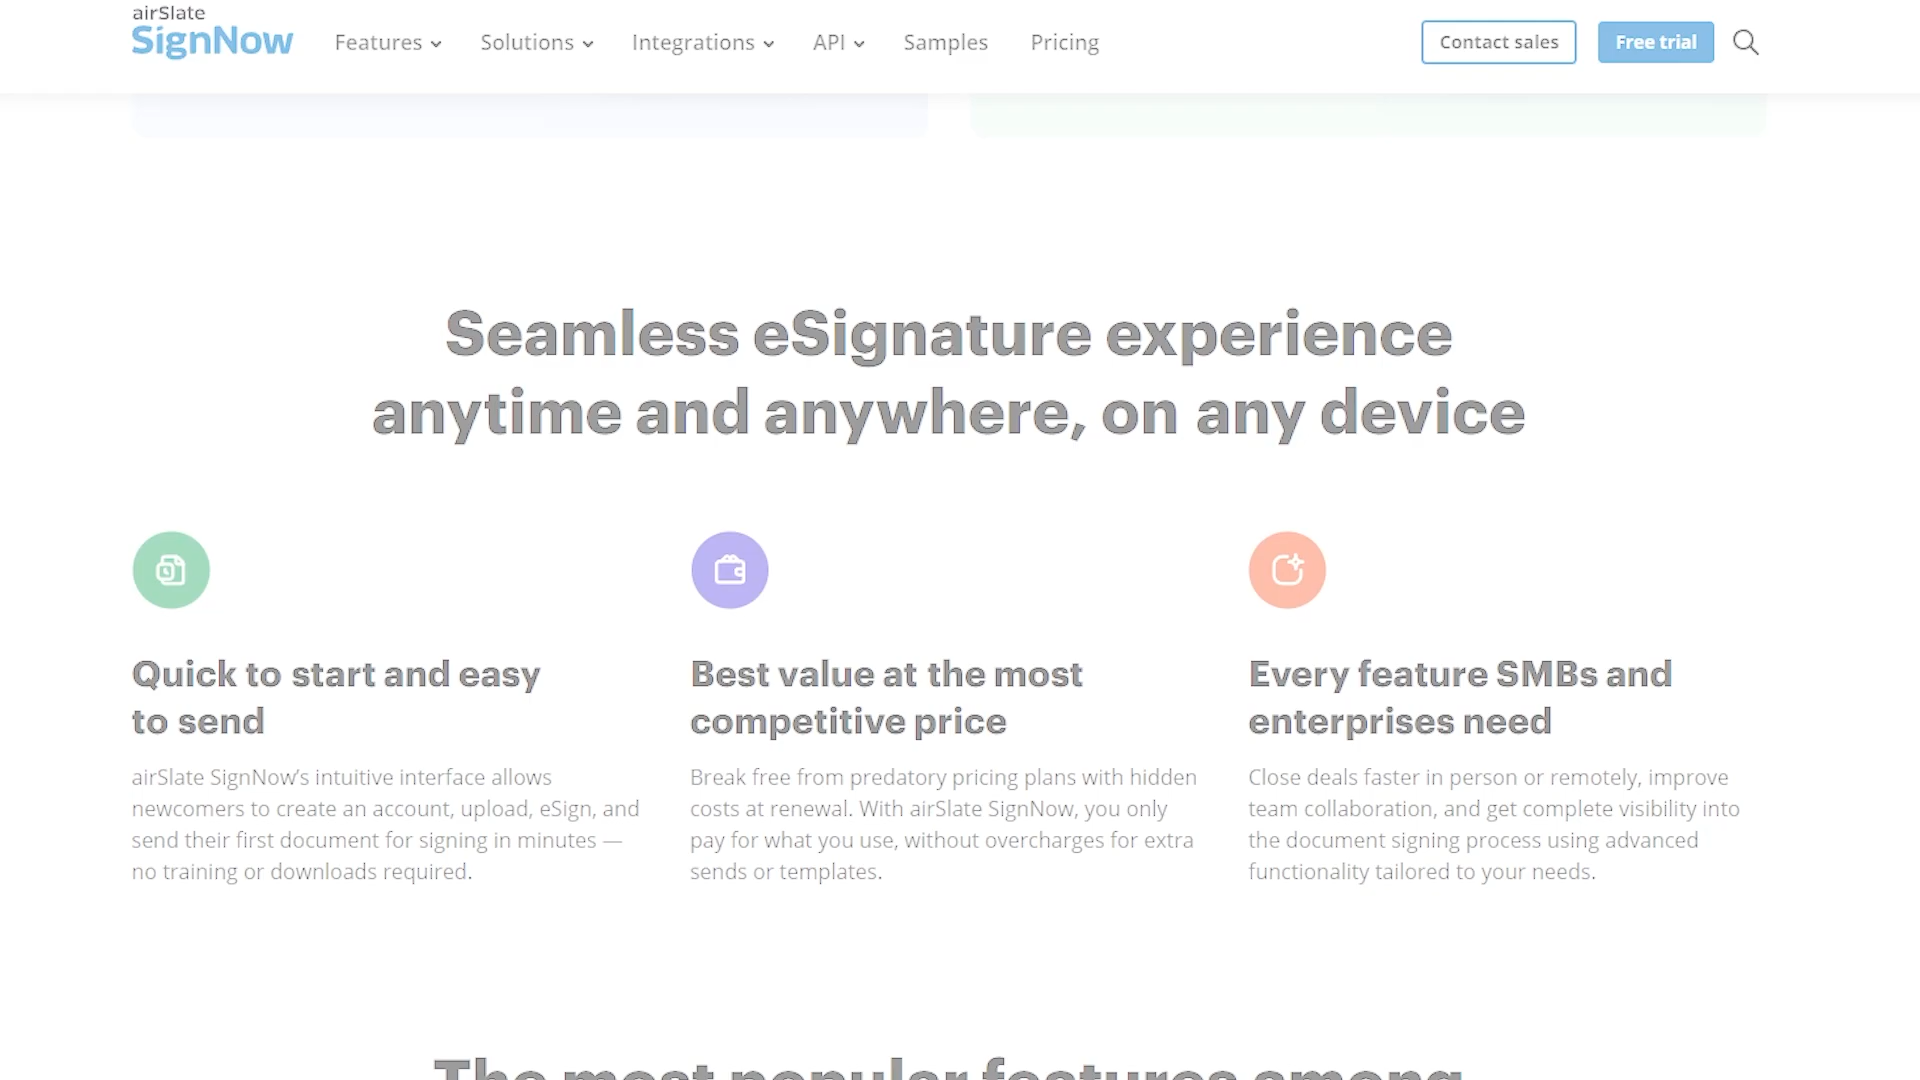 airSlate
SignNow
Features
Solutions
Integrations
API
Samples
Pricing
Contact sales
Free trial
Seamless eSignature experience
anytime and anywhere, on any device
Quick to start and easy
to send
airSlate SignNow’s intuitive interface allows
newcomers to create an account, upload, eSign, and
send their first document for signing in minutes —
no training or downloads required.
Best value at the most
competitive price
Break free from predatory pricing plans with hidden
costs at renewal. With airSlate SignNow, you only
pay for what you use, without overcharges for extra
sends or templates.
Every feature SMBs and
enterprises need
Close deals faster in person or remotely, improve
team collaboration, and get complete visibility into
the document signing process using advanced
functionality tailored to your needs.
The most popular features among